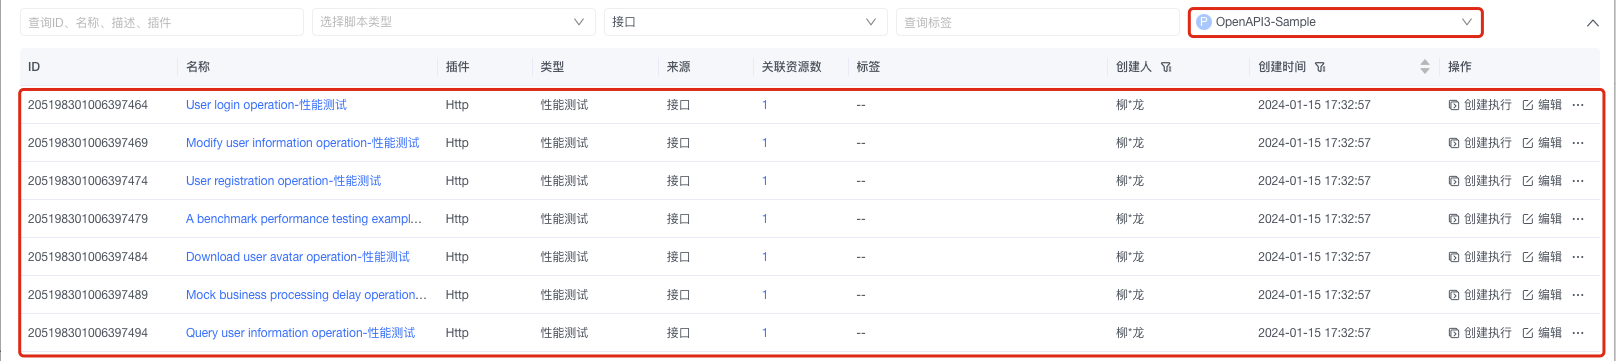 查询ID、名称、描述、插件 选择脚本类型 接口 查询标签 P OpenAPI3-Sample
ID 名称 插件 类型 来源 关联资源数 标签 创建人 创建时间 操作
205198301006397464 User login operation-性能测试 Http 性能测试 接口 1 -- 柳*龙 2024-01-15 17:32:57 创建执行 编辑 ...
205198301006397469 Modify user information operation-性能测试 Http 性能测试 接口 1 -- 柳*龙 2024-01-15 17:32:57 创建执行 编辑 ...
205198301006397474 User registration operation-性能测试 Http 性能测试 接口 1 -- 柳*龙 2024-01-15 17:32:57 创建执行 编辑 ...
205198301006397479 A benchmark performance testing exampl... Http 性能测试 接口 1 -- 柳*龙 2024-01-15 17:32:57 创建执行 编辑 ...
205198301006397484 Download user avatar operation-性能测试 Http 性能测试 接口 1 -- 柳*龙 2024-01-15 17:32:57 创建执行 编辑 ...
205198301006397489 Mock business processing delay operation... Http 性能测试 接口 1 -- 柳*龙 2024-01-15 17:32:57 创建执行 编辑 ...
205198301006397494 Query user information operation-性能测试 Http 性能测试 接口 1 -- 柳*龙 2024-01-15 17:32:57 创建执行 编辑 ...